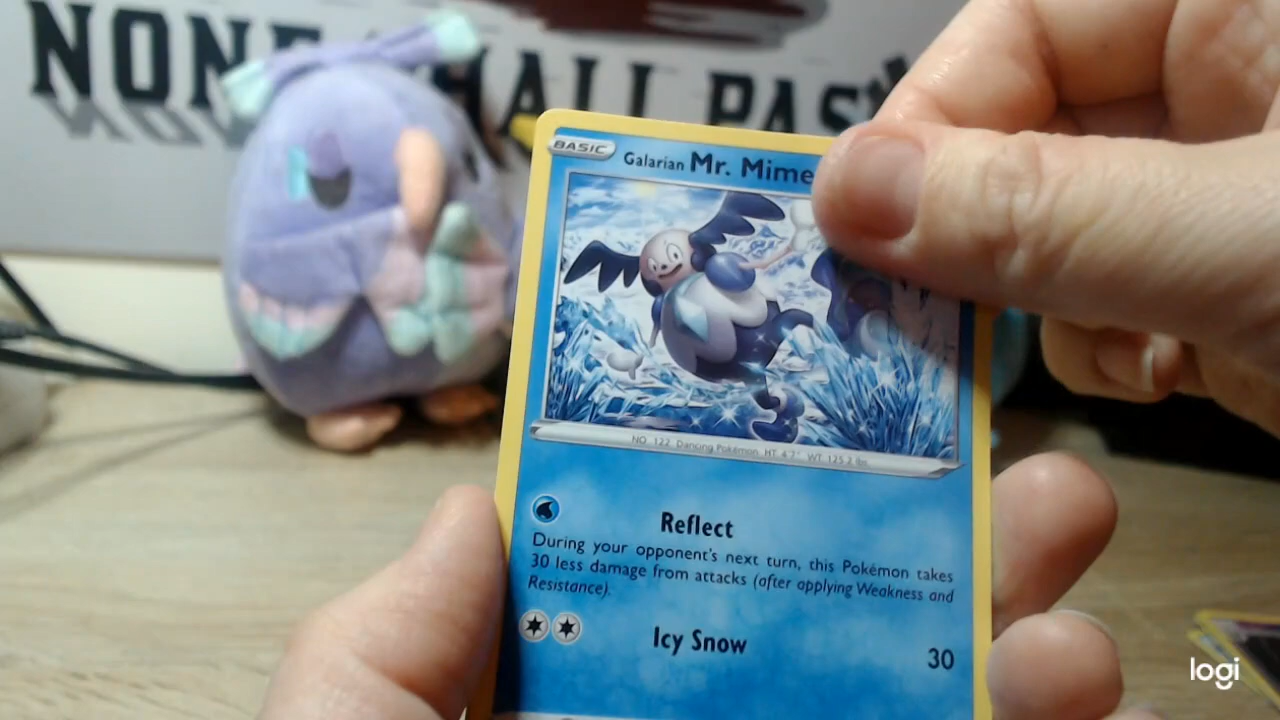 NONE SHALL PASS
BASIC
Galarian Mr. Mime
NO. 122 Dancing Pokémon HT 4'7" WT 125.2 lbs.
Reflect
During your opponent's next turn, this Pokémon takes
30 less damage from attacks (after applying Weakness and
Resistance).
Icy Snow
30
logi